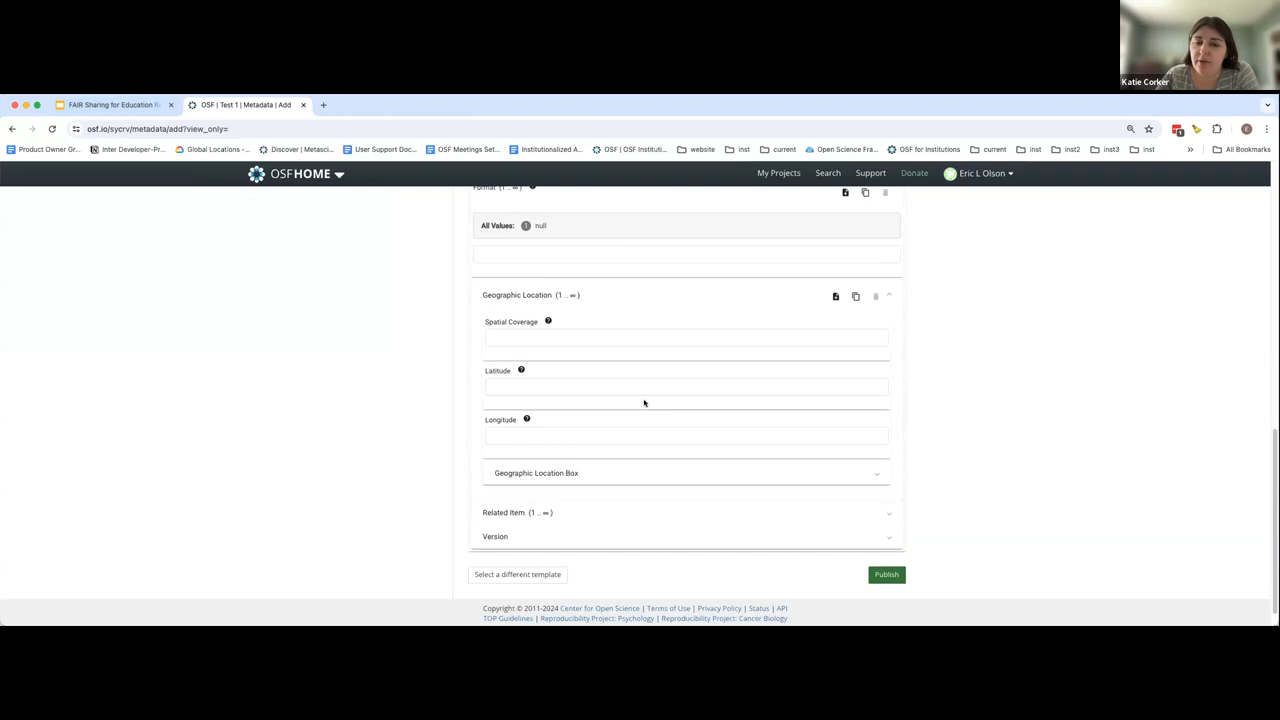 Katie Corker
FAIR Sharing for Education R
OSF | Test 1 | Metadata | Add
osf.io/sycrv/metadata/add?view_only=
Product Owner Gr... Inter Developer-Pr... Global Locations -... Discover | Metasci... User Support Doc... OSF Meetings Set... Institutionalized A... OSF | OSF Instituti... website inst current Open Science Fra... OSF for Institutions current inst inst2 inst3 inst » All Bookmarks
OSFHOME My Projects Search Support Donate Eric L Olson
Format (1 .. ∞)
All Values: 1 null
Geographic Location (1 .. ∞)
Spatial Coverage
Latitude
Longitude
Geographic Location Box
Related Item (1 .. ∞)
Version
Select a different template Publish
Copyright © 2011-2024 Center for Open Science | Terms of Use | Privacy Policy | Status | API
TOP Guidelines | Reproducibility Project: Psychology | Reproducibility Project: Cancer Biology